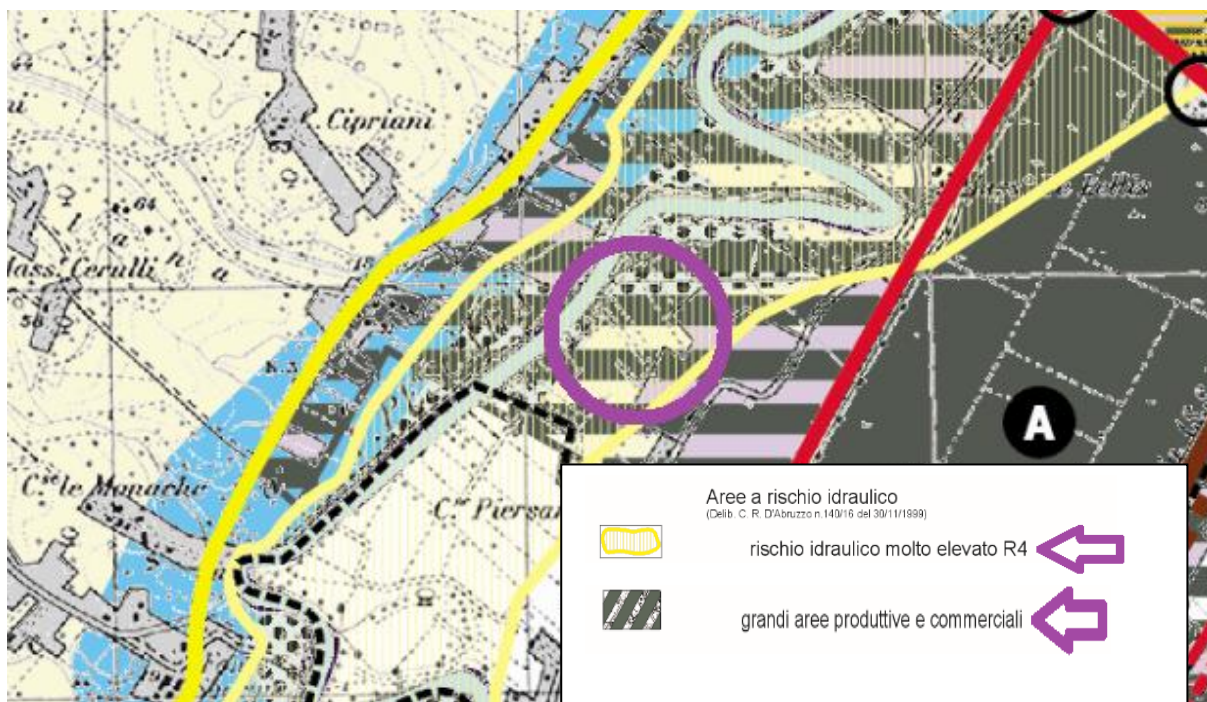 Cipriani
64
Mass. Cerulli
56
C.se le Monache
C.se Piersan
A
Aree a rischio idraulico
(Delib. C. R. D'Abruzzo n.140/16 del 30/11/1999)
rischio idraulico molto elevato R4
grandi aree produttive e commerciali